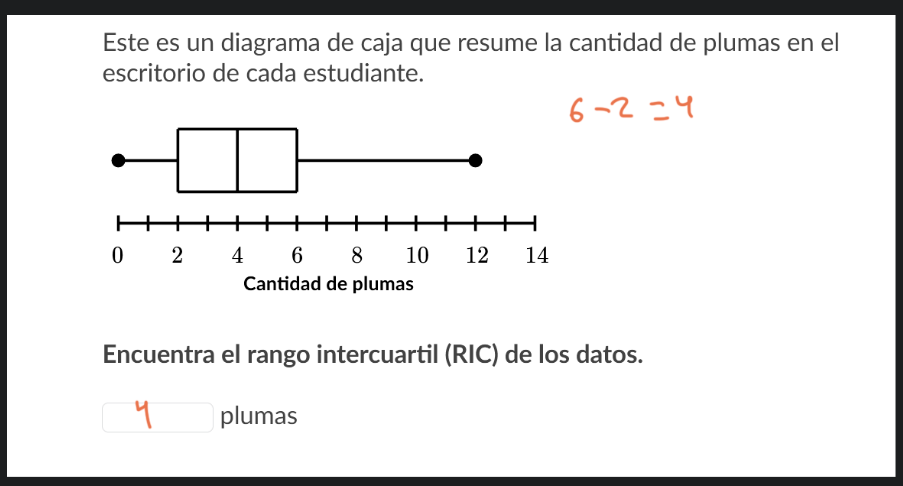 Este es un diagrama de caja que resume la cantidad de plumas en el
escritorio de cada estudiante.
6 - 2 = 4
0 2 4 6 8 10 12 14
Cantidad de plumas
Encuentra el rango intercuartil (RIC) de los datos.
4 plumas